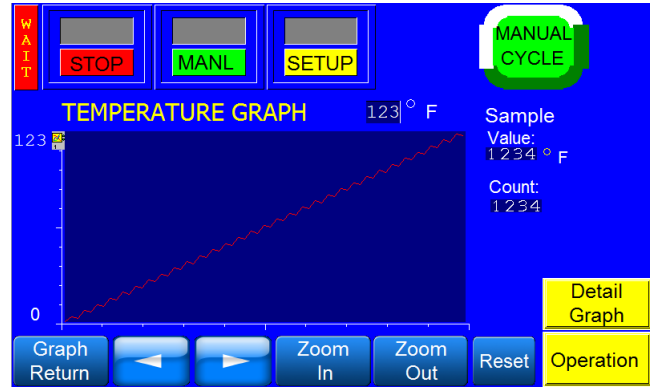 WAIT
STOP
MANL
SETUP
MANUAL
CYCLE
TEMPERATURE GRAPH
123 ° F
Sample
Value:
1234 ° F
Count:
1234
123
0
Detail
Graph
Graph
Return
Zoom
In
Zoom
Out
Reset
Operation